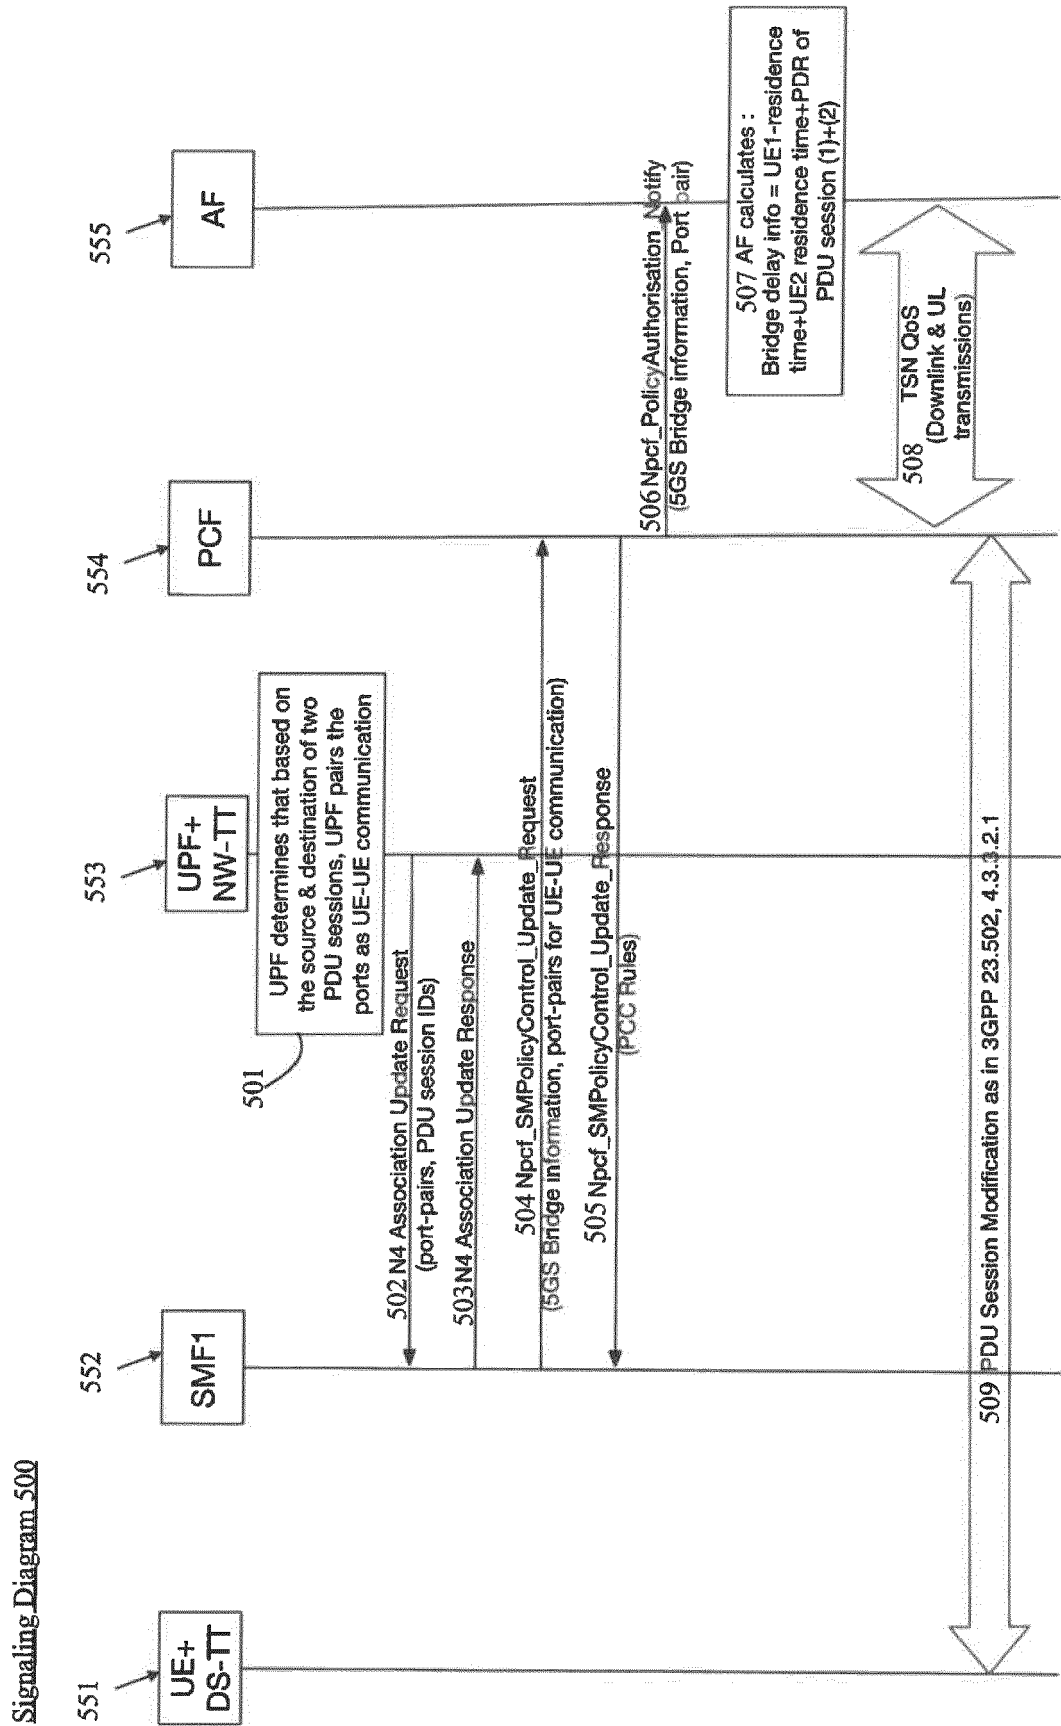 Signaling Diagram 500
551
552
553
554
555
UE+
DS-TT
SMF1
UPF+
NW-TT
PCF
AF
UPF determines that based on
the source & destination of two
PDU sessions, UPF pairs the
ports as UE-UE communication
501
502 N4 Association Update Request
(port-pairs, PDU session IDs)
503 N4 Association Update Response
504 Npcf_SMPolicyControl_Update_Request
(5GS Bridge information, port-pairs for UE-UE communication)
505 Npcf_SMPolicyControl_Update_Response
(PCC Rules)
506 Npcf_PolicyAuthorisation_Notify
(5GS Bridge information, Port pair)
507 AF calculates :
Bridge delay info = UE1-residence
time+UE2 residence time+PDR of
PDU session (1)+(2)
508 TSN QoS
(Downlink & UL
transmissions)
509 PDU Session Modification as in 3GPP 23.502, 4.3.3.2.1